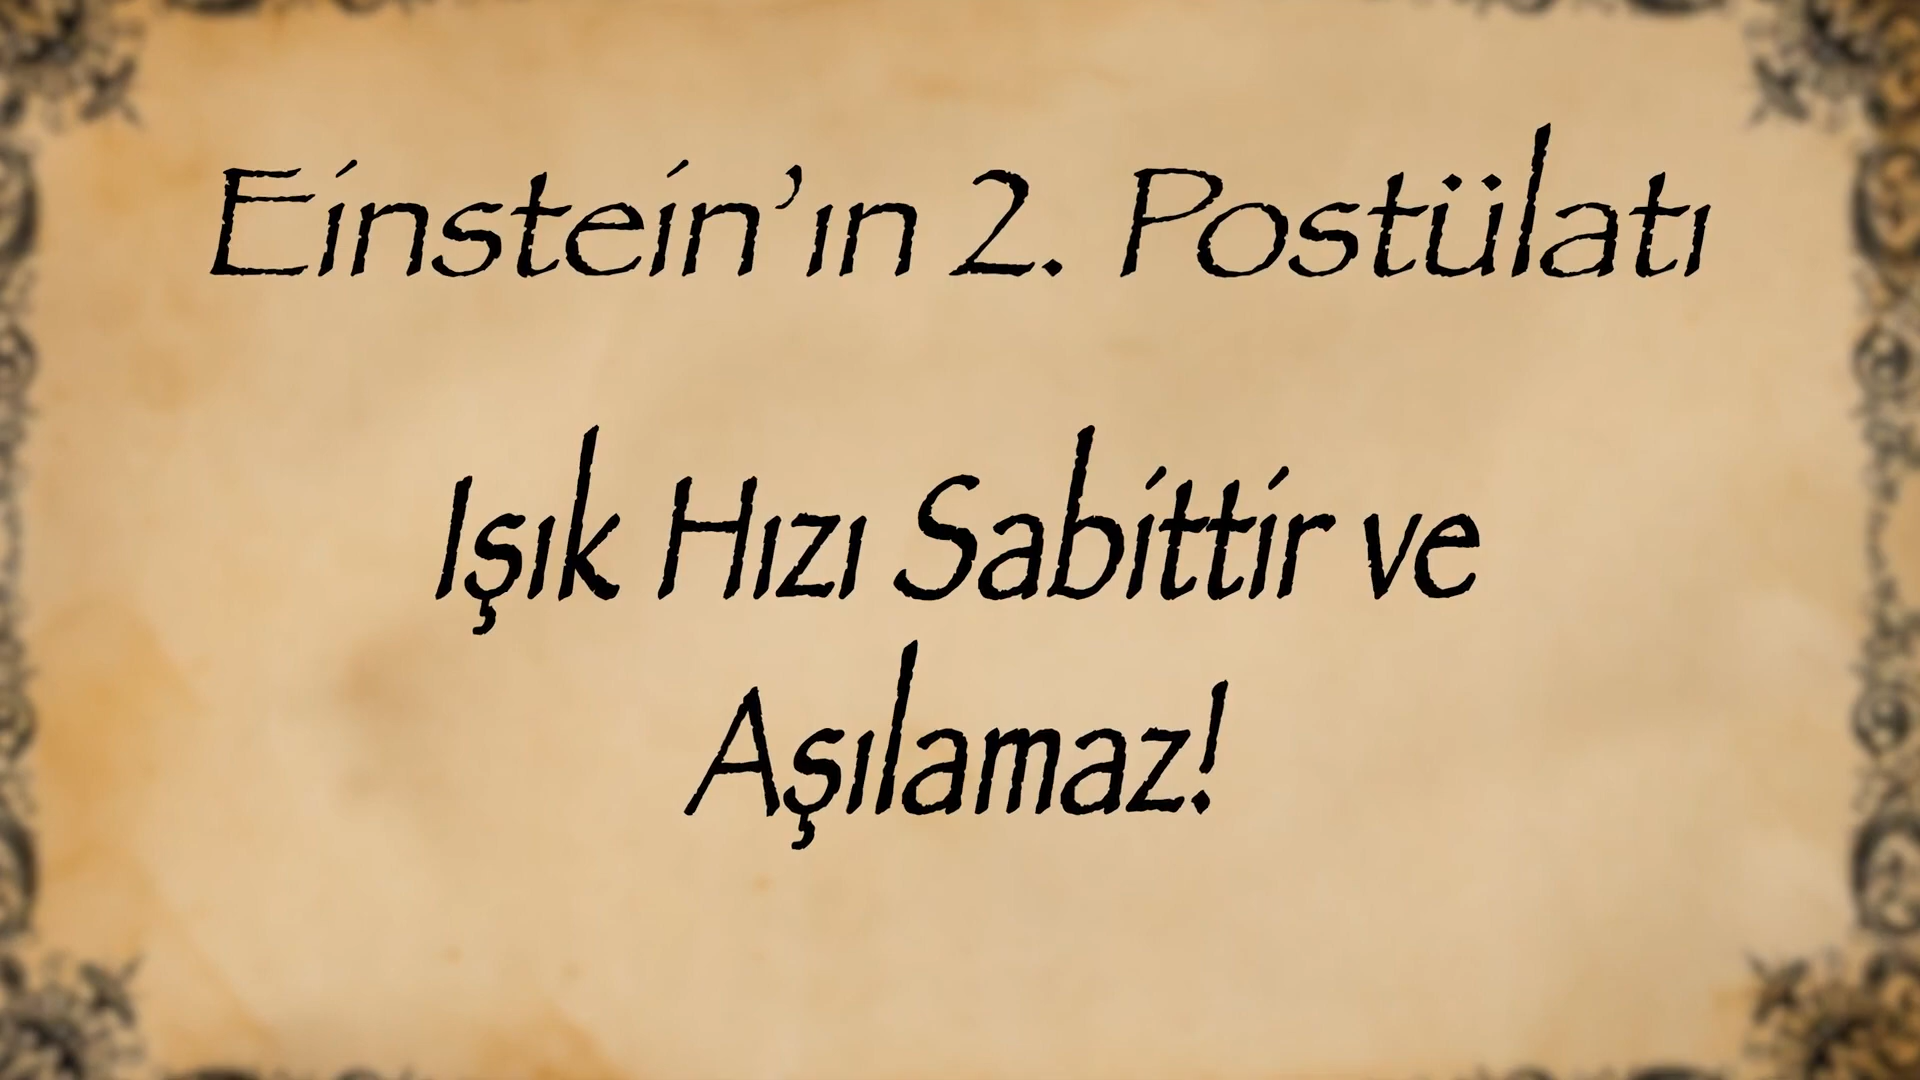 Einstein’ın 2. Postülatı
Işık Hızı Sabittir ve
Aşılamaz!